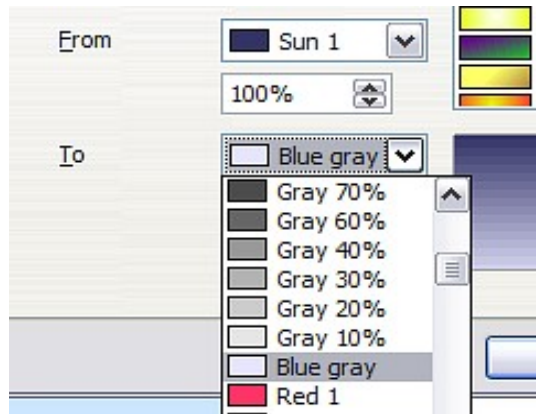 From
Sun 1
100%
To
Blue gray
Gray 70%
Gray 60%
Gray 40%
Gray 30%
Gray 20%
Gray 10%
Blue gray
Red 1